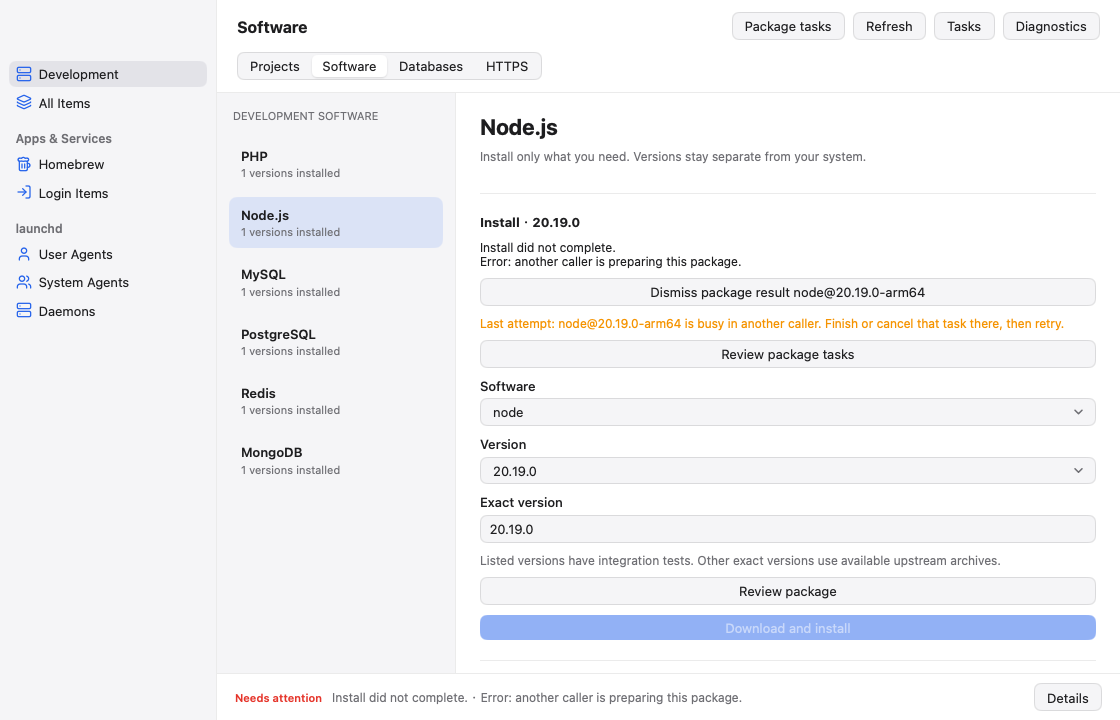 Software
Package tasks
Refresh
Tasks
Diagnostics
Projects
Software
Databases
HTTPS
Development
All Items
Apps & Services
Homebrew
Login Items
launchd
User Agents
System Agents
Daemons
DEVELOPMENT SOFTWARE
PHP
1 versions installed
Node.js
1 versions installed
MySQL
1 versions installed
PostgreSQL
1 versions installed
Redis
1 versions installed
MongoDB
1 versions installed
Node.js
Install only what you need. Versions stay separate from your system.
Install · 20.19.0
Install did not complete.
Error: another caller is preparing this package.
Dismiss package result node@20.19.0-arm64
Last attempt: node@20.19.0-arm64 is busy in another caller. Finish or cancel that task there, then retry.
Review package tasks
Software
node
Version
20.19.0
Exact version
20.19.0
Listed versions have integration tests. Other exact versions use available upstream archives.
Review package
Download and install
Needs attention Install did not complete. · Error: another caller is preparing this package.
Details